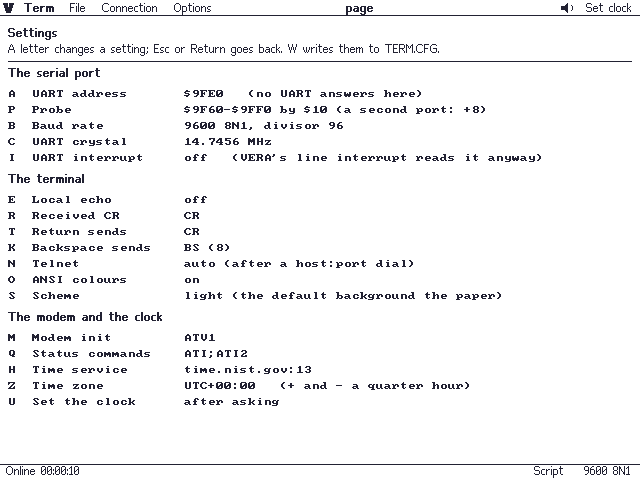 V Term File Connection Options page Set clock
Settings
A letter changes a setting; Esc or Return goes back. W writes them to TERM.CFG.
The serial port
A UART address $9FE0 (no UART answers here)
P Probe $9F60-$9FF0 by $10 (a second port: +8)
B Baud rate 9600 8N1, divisor 96
C UART crystal 14.7456 MHz
I UART interrupt off (VERA's line interrupt reads it anyway)
The terminal
E Local echo off
R Received CR CR
T Return sends CR
K Backspace sends BS (8)
N Telnet auto (after a host:port dial)
O ANSI colours on
S Scheme light (the default background the paper)
The modem and the clock
M Modem init ATV1
Q Status commands ATI;ATI2
H Time service time.nist.gov:13
Z Time zone UTC+00:00 (+ and - a quarter hour)
U Set the clock after asking
Online 00:00:10 Script 9600 8N1